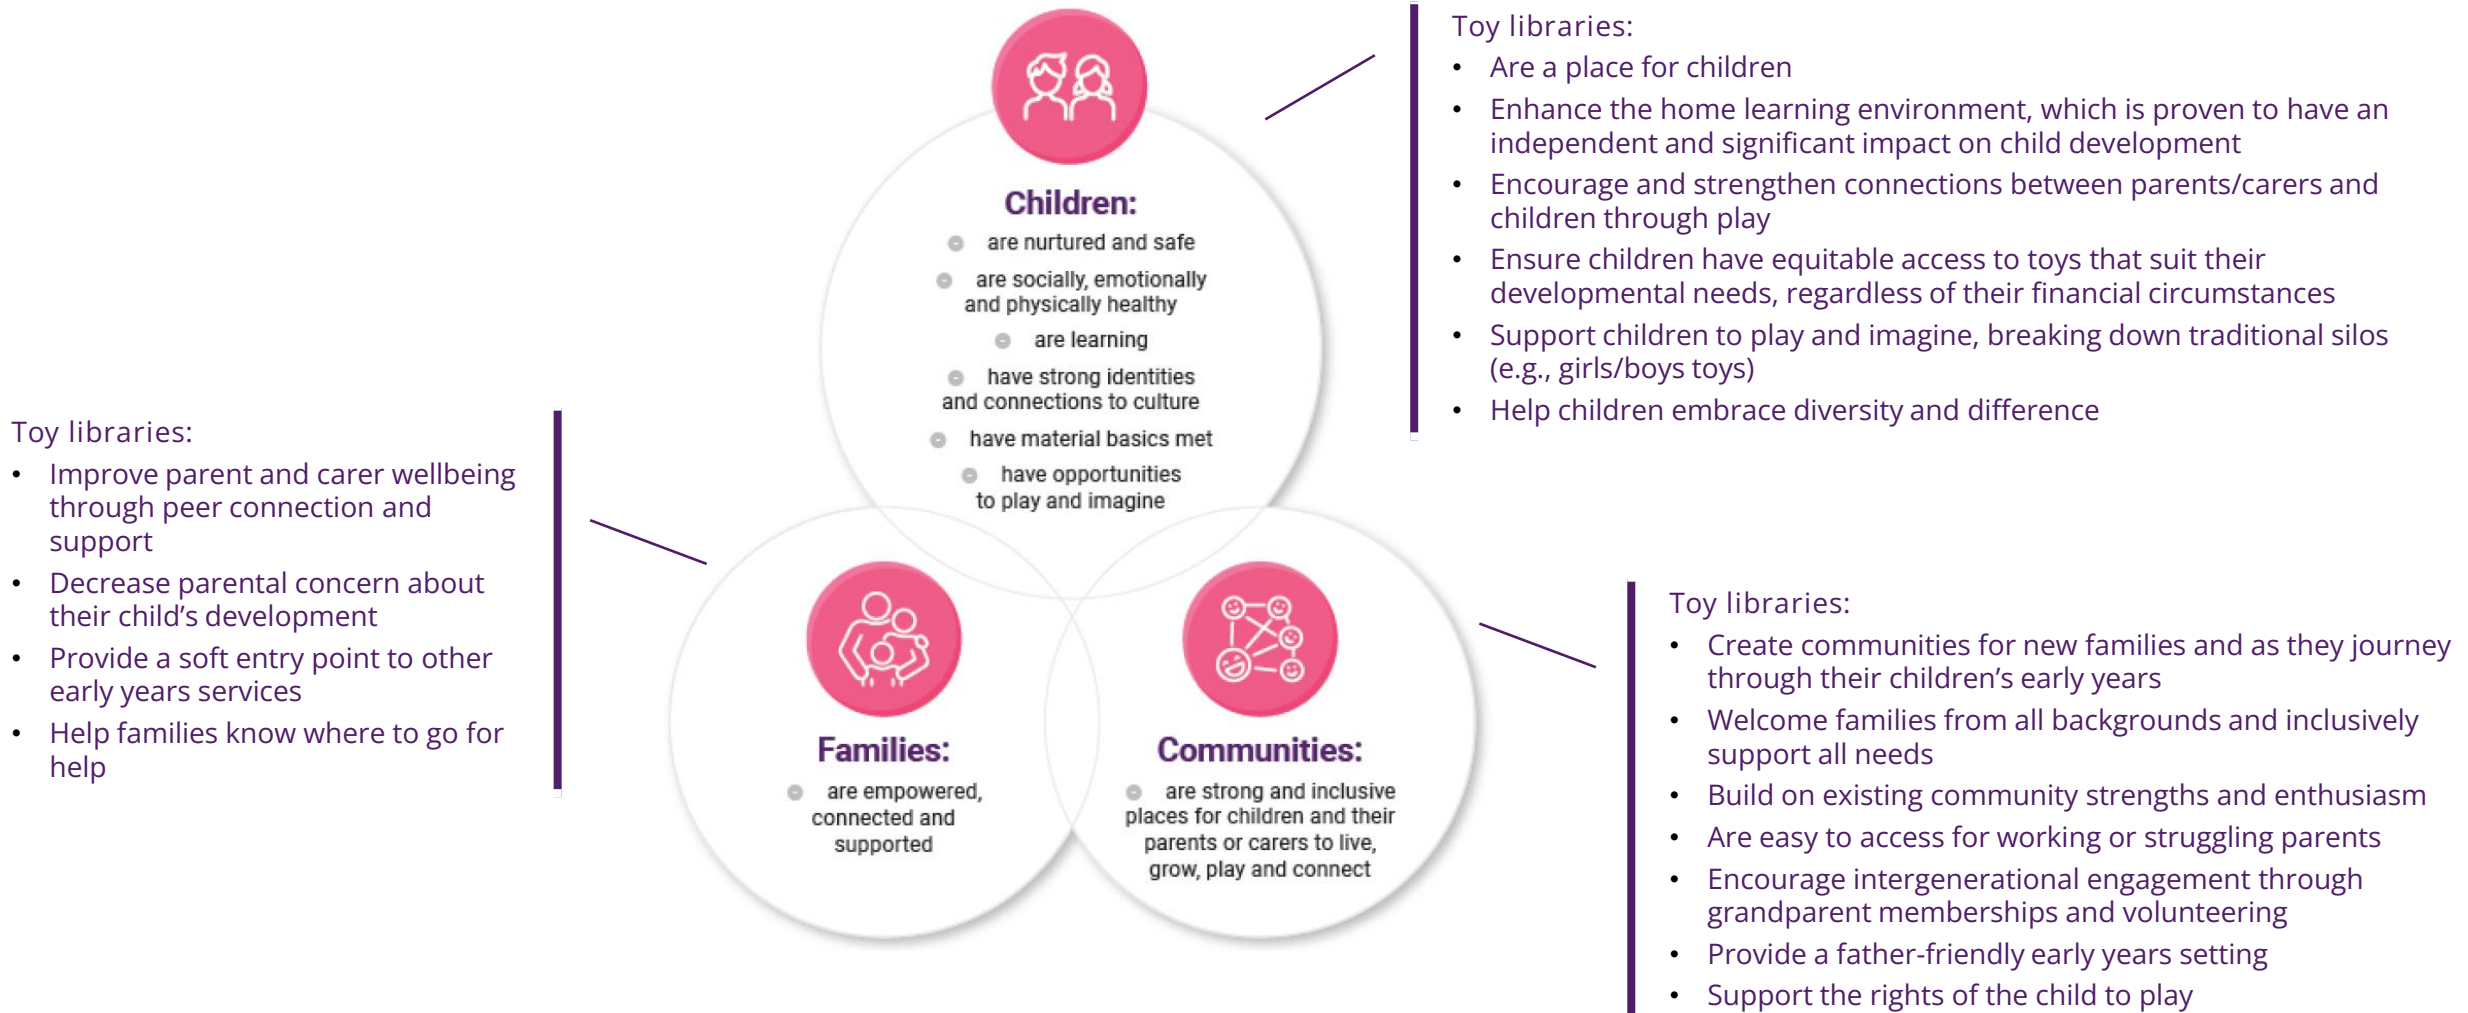 Children:
are nurtured and safe
are socially, emotionally
and physically healthy
are learning
have strong identities
and connections to culture
have material basics met
have opportunities
to play and imagine
Toy libraries:
• Are a place for children
• Enhance the home learning environment, which is proven to have an
independent and significant impact on child development
• Encourage and strengthen connections between parents/carers and
children through play
• Ensure children have equitable access to toys that suit their
developmental needs, regardless of their financial circumstances
• Support children to play and imagine, breaking down traditional silos
(e.g., girls/boys toys)
• Help children embrace diversity and difference
Toy libraries:
• Improve parent and carer wellbeing
through peer connection and
support
• Decrease parental concern about
their child’s development
• Provide a soft entry point to other
early years services
• Help families know where to go for
help
Families:
are empowered,
connected and
supported
Communities:
are strong and inclusive
places for children and their
parents or carers to live,
grow, play and connect
Toy libraries:
• Create communities for new families and as they journey
through their children’s early years
• Welcome families from all backgrounds and inclusively
support all needs
• Build on existing community strengths and enthusiasm
• Are easy to access for working or struggling parents
• Encourage intergenerational engagement through
grandparent memberships and volunteering
• Provide a father-friendly early years setting
• Support the rights of the child to play